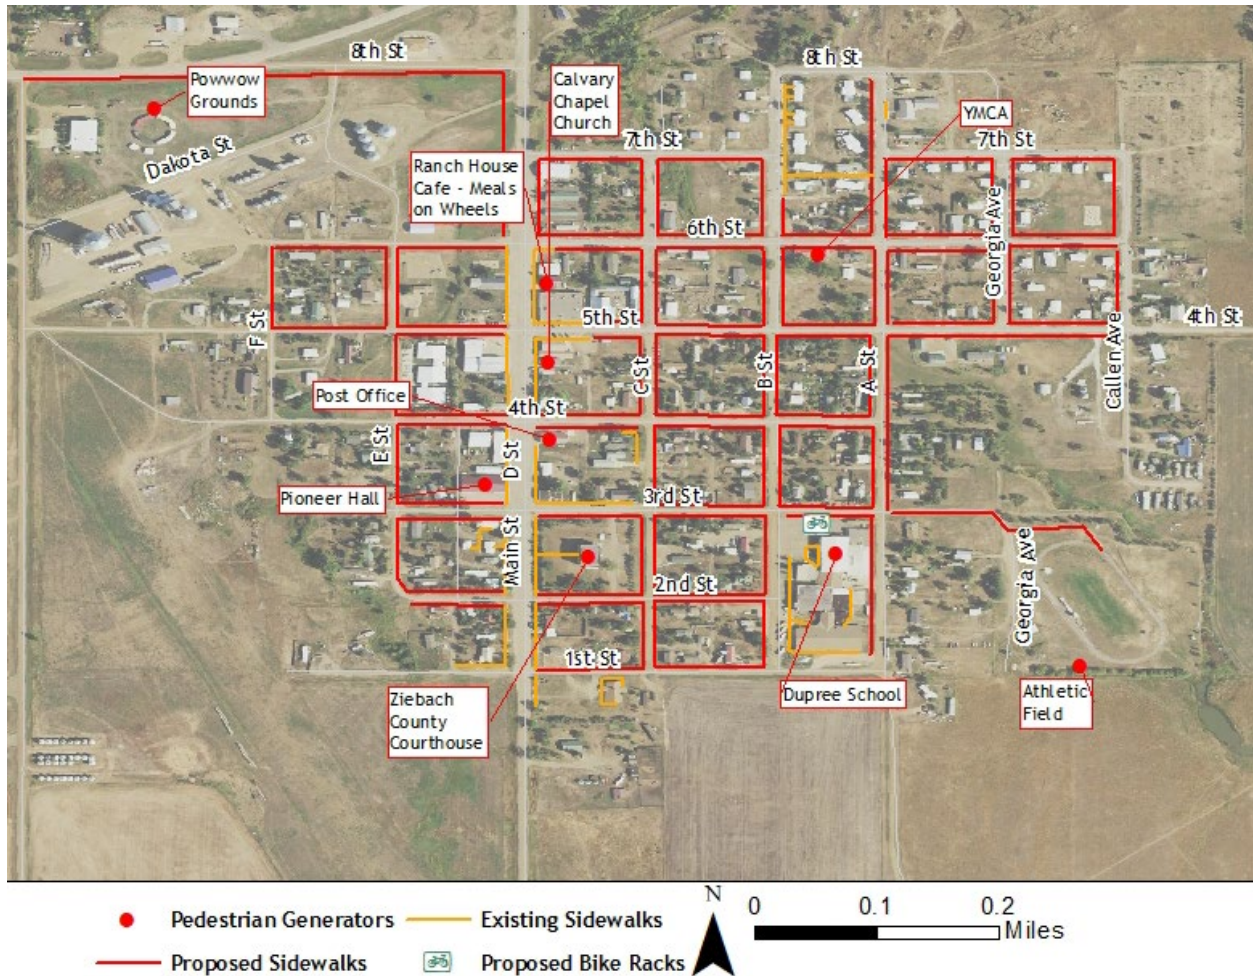 8th St
8th St
Powwow
Grounds
Calvary
Chapel
Church
YMCA
7th St
7th St
Dakota St
Ranch House
Cafe - Meals
on Wheels
6th St
Georgia Ave
F St
5th St
4th St
C St
B St
A St
Callen Ave
Post Office
4th St
E St
D St
Pioneer Hall
3rd St
Main St
Georgia Ave
2nd St
1st St
Ziebach
County
Courthouse
Dupree School
Athletic
Field
N
0 0.1 0.2
Miles
Pedestrian Generators
Existing Sidewalks
Proposed Sidewalks
Proposed Bike Racks